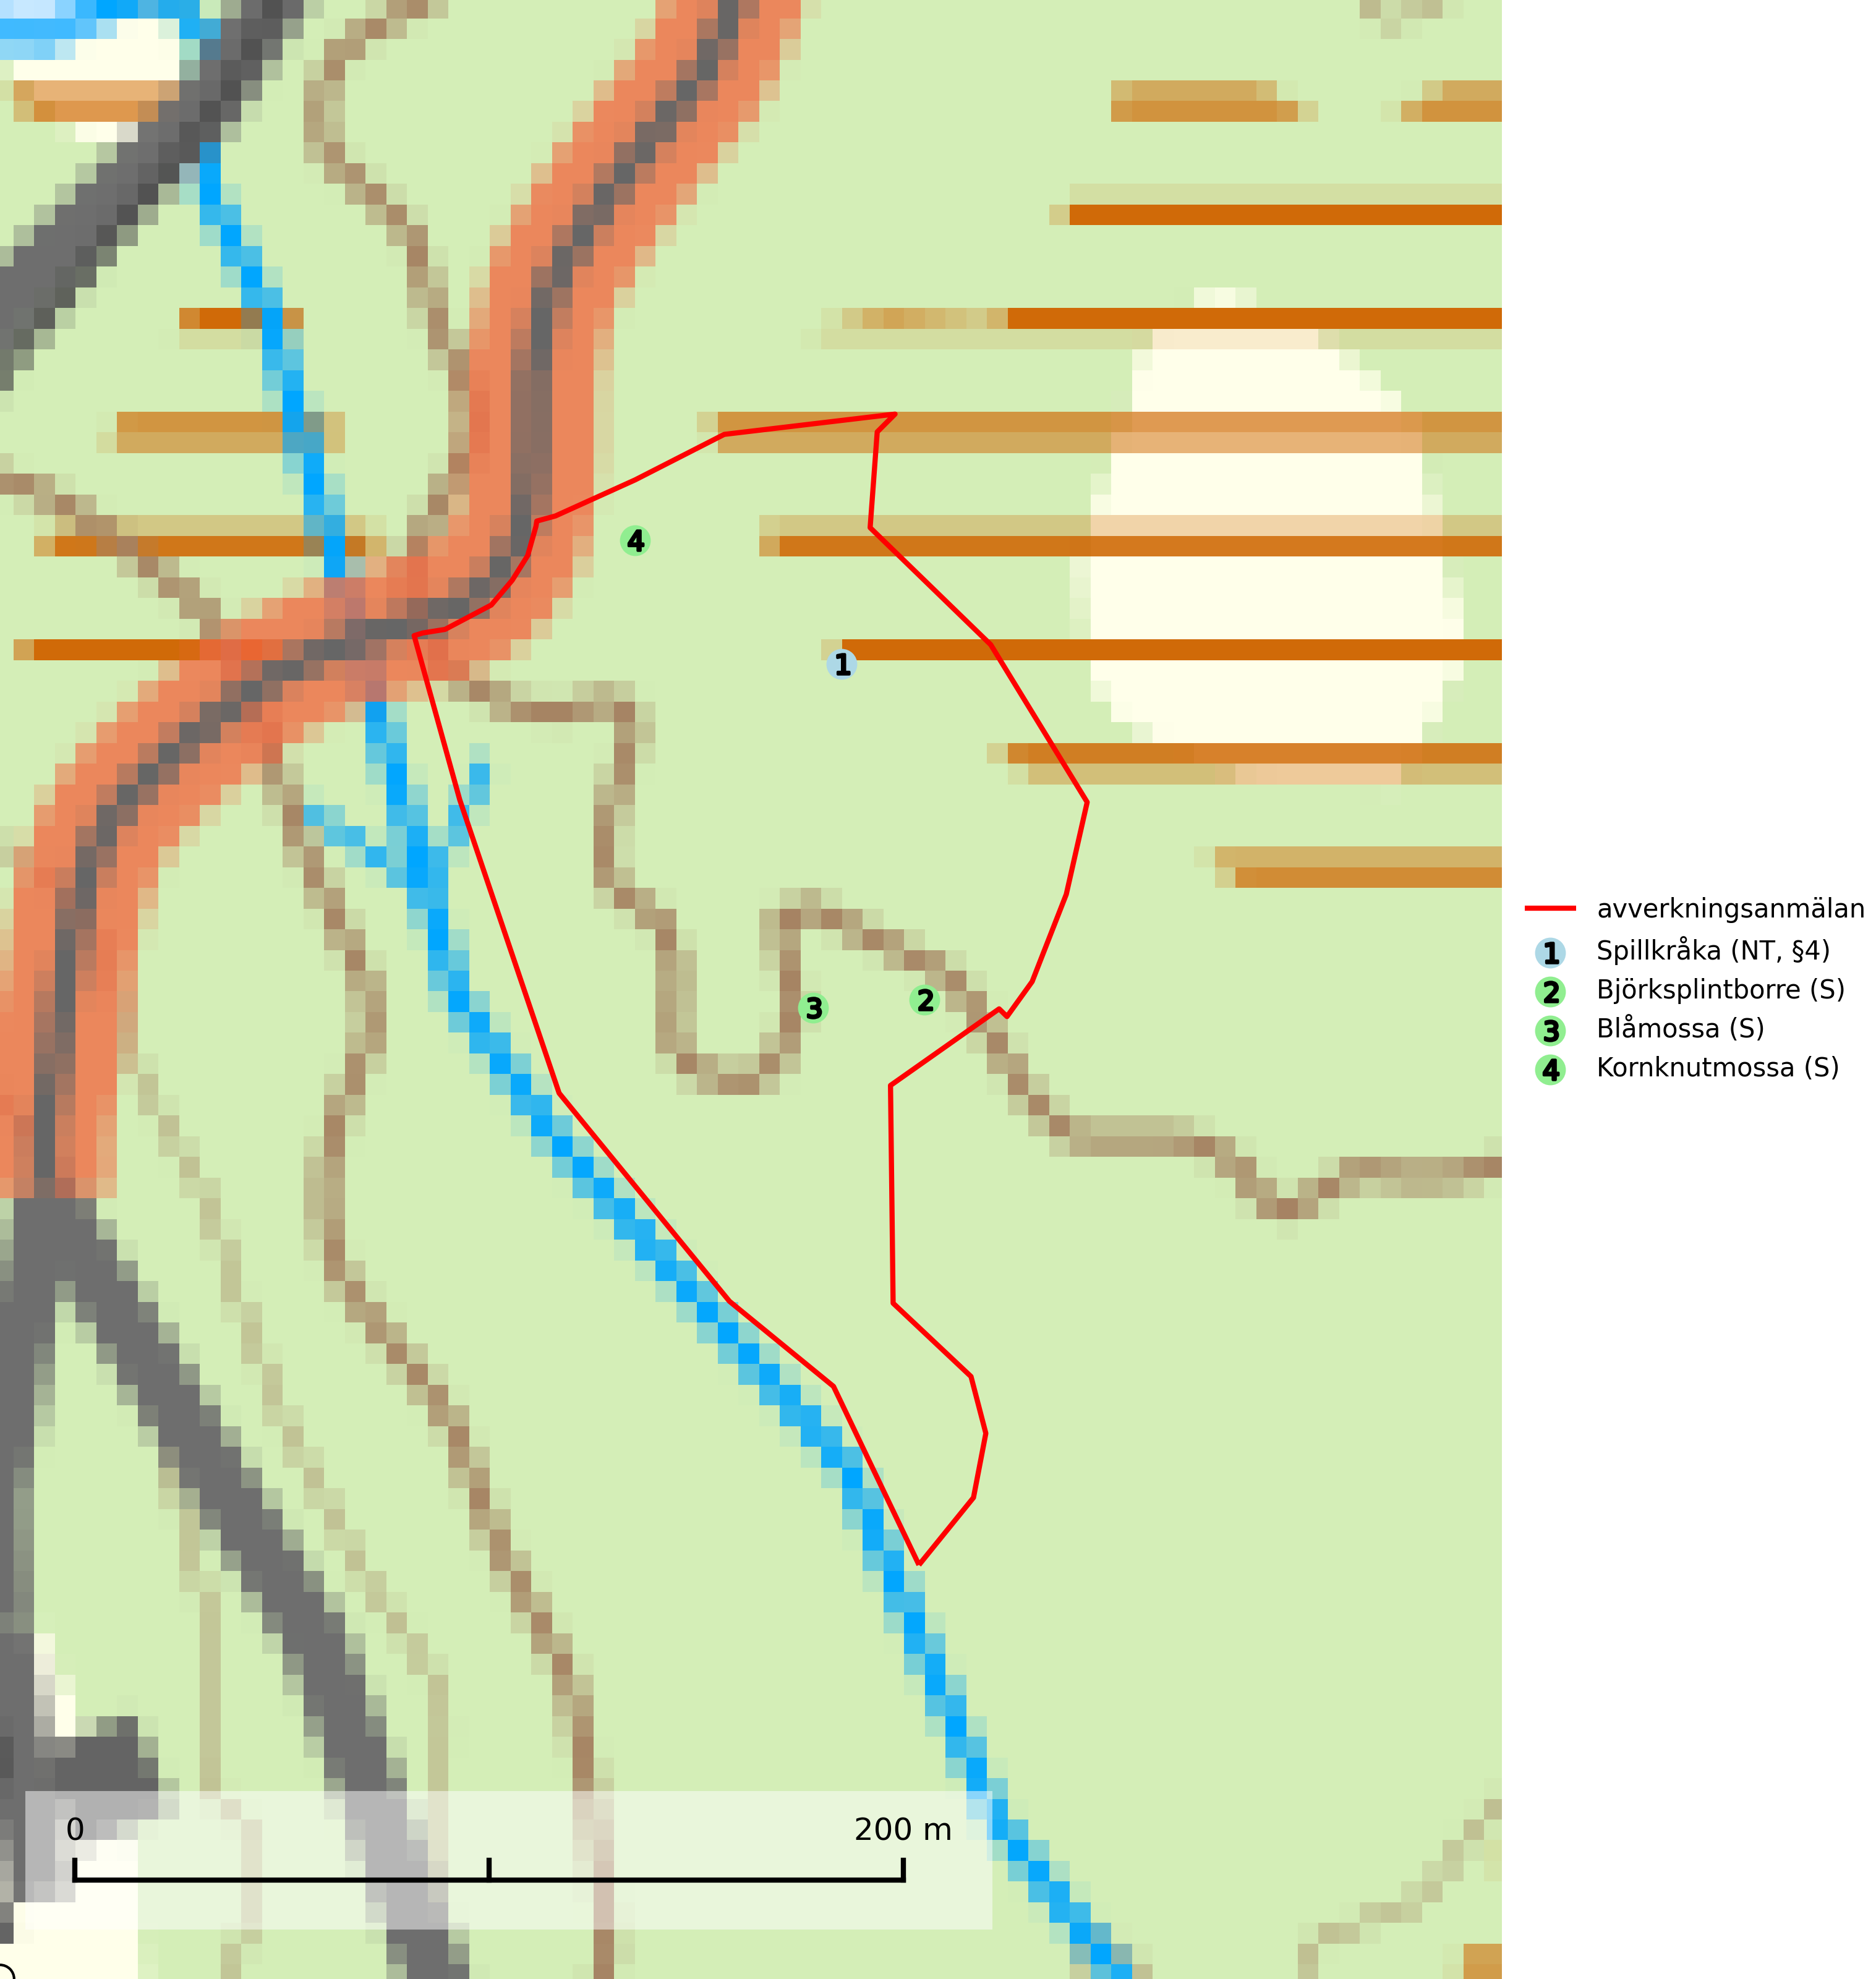 4
1
3
2
avverkningsanmälan
1 Spillkråka (NT, §4)
2 Björksplintborre (S)
3 Blåmossa (S)
4 Kornknutmossa (S)
0 200 m